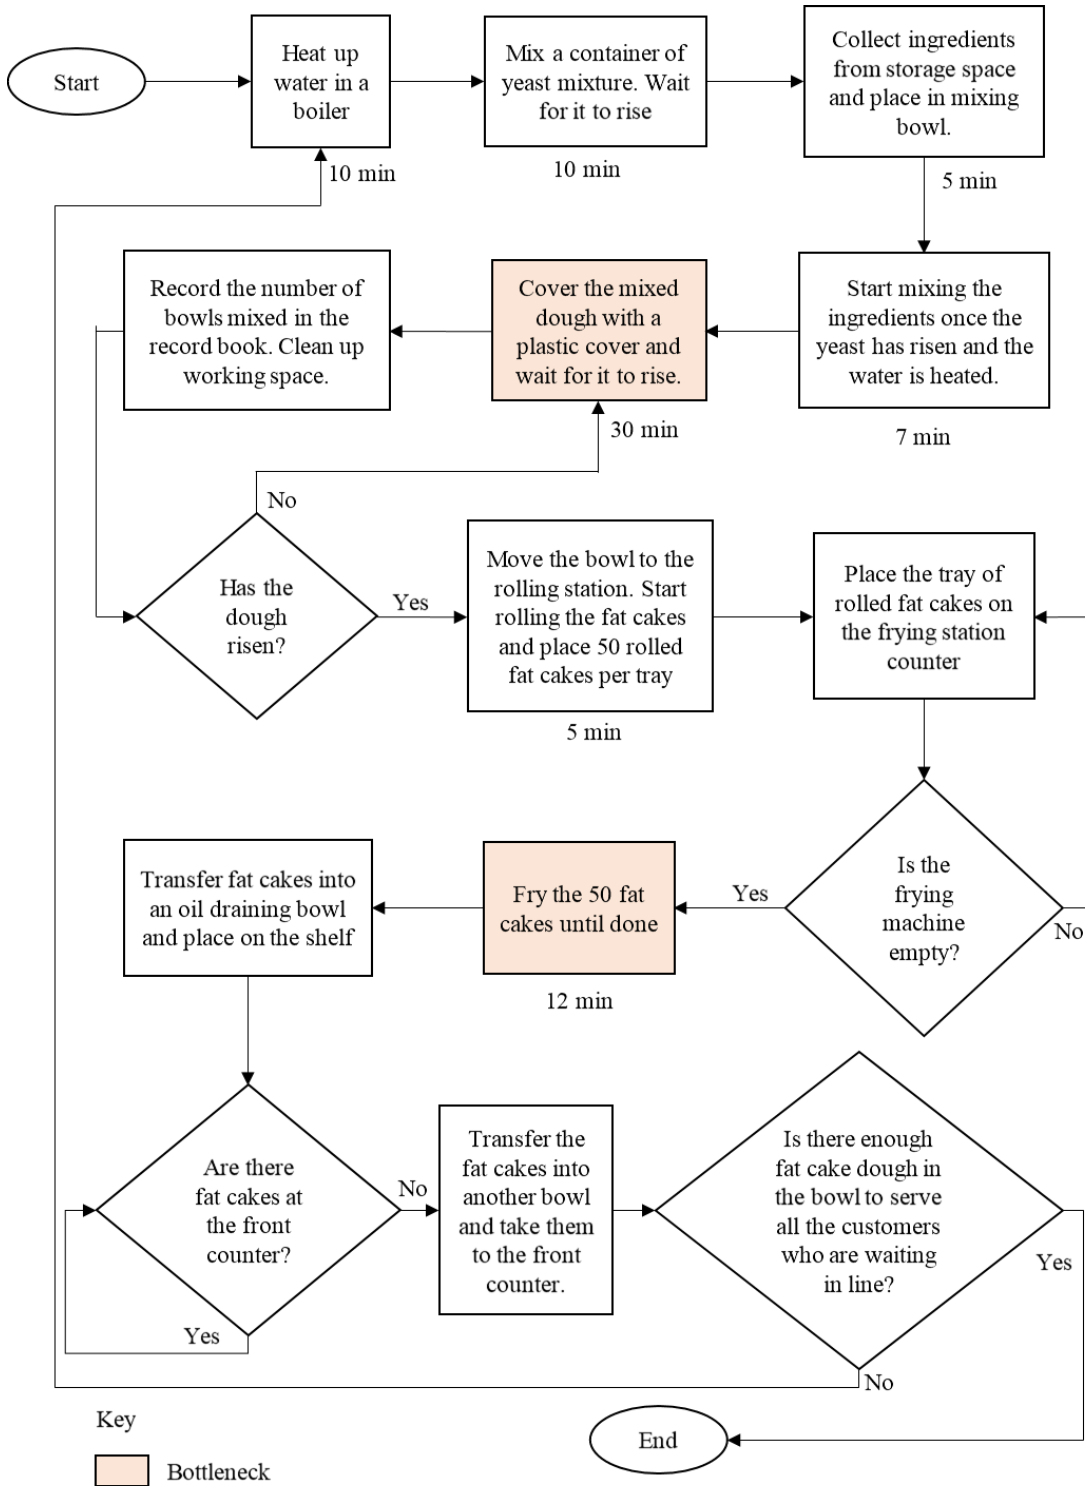 Start
Heat up
water in a
boiler
10 min
Mix a container of
yeast mixture. Wait
for it to rise
10 min
Collect ingredients
from storage space
and place in mixing
bowl.
5 min
Start mixing the
ingredients once the
yeast has risen and the
water is heated.
7 min
Cover the mixed
dough with a
plastic cover and
wait for it to rise.
30 min
Record the number of
bowls mixed in the
record book. Clean up
working space.
Has the
dough
risen?
No
Yes
Move the bowl to the
rolling station. Start
rolling the fat cakes
and place 50 rolled
fat cakes per tray
5 min
Place the tray of
rolled fat cakes on
the frying station
counter
Is the
frying
machine
empty?
No
Yes
Fry the 50 fat
cakes until done
12 min
Transfer fat cakes into
an oil draining bowl
and place on the shelf
Are there
fat cakes at
the front
counter?
Yes
No
Transfer the
fat cakes into
another bowl
and take them
to the front
counter.
Is there enough
fat cake dough in
the bowl to serve
all the customers
who are waiting
in line?
Yes
No
End
Key
Bottleneck